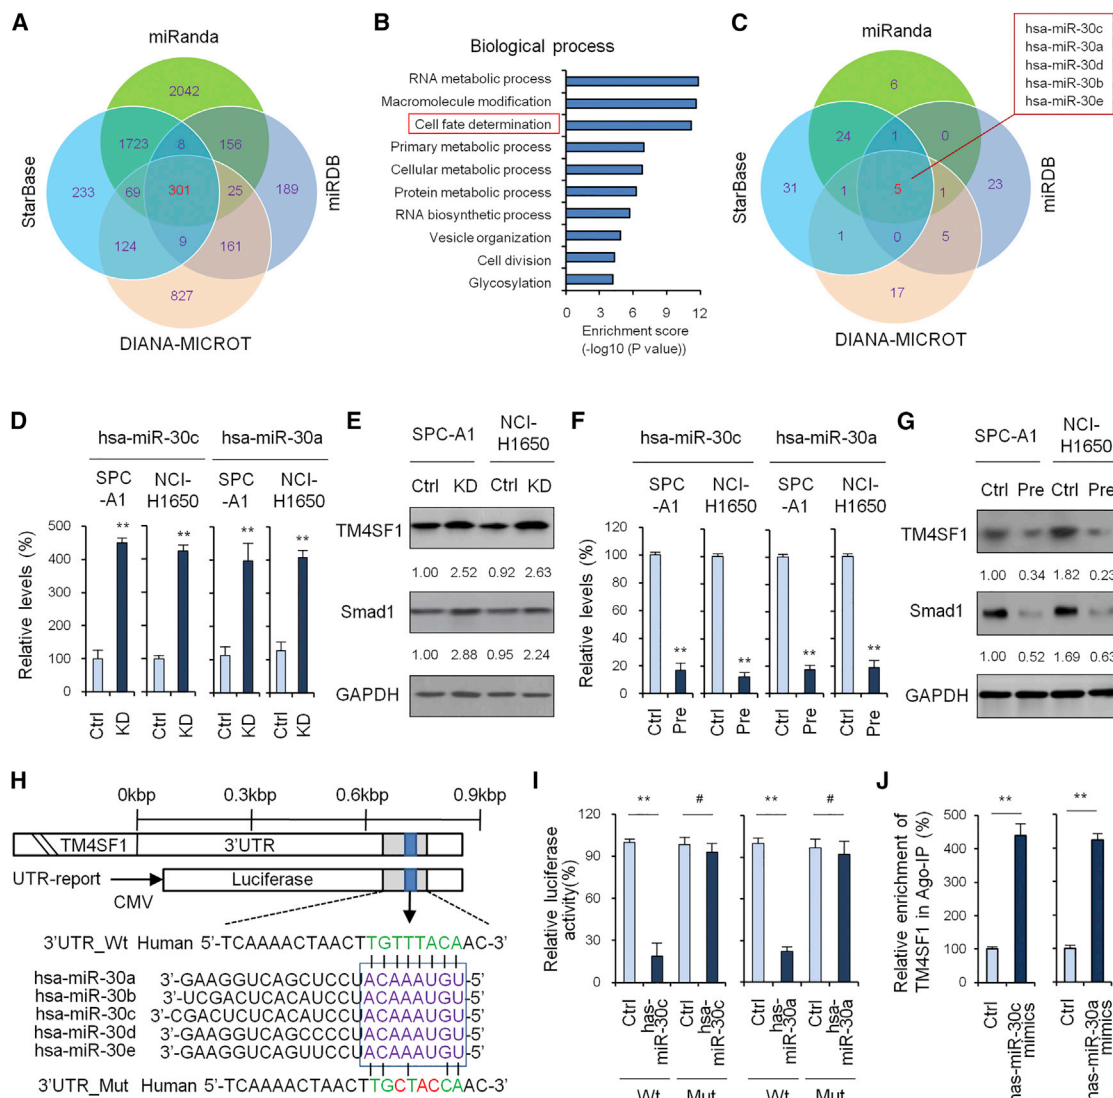 A
miRanda
2042
1723
8
156
233
69
301
25
189
124
9
161
827
StarBase
miRDB
DIANA-MICROT
B
Biological process
RNA metabolic process
Macromolecule modification
Cell fate determination
Primary metabolic process
Cellular metabolic process
Protein metabolic process
RNA biosynthetic process
Vesicle organization
Cell division
Glycosylation
0 3 6 9 12
Enrichment score
(-log10 (P value))
C
miRanda
hsa-miR-30c
hsa-miR-30a
hsa-miR-30d
hsa-miR-30b
hsa-miR-30e
6
24
1
0
31
1
5
1
23
1
0
5
17
StarBase
miRDB
DIANA-MICROT
D
hsa-miR-30c hsa-miR-30a
SPC NCI- SPC NCI-
-A1 H1650 -A1 H1650
Relative levels (%)
500
400
300
200
100
0
** ** ** **
Ctrl KD Ctrl KD Ctrl KD Ctrl KD
E
SPC-A1 NCI-
H1650
Ctrl KD Ctrl KD
TM4SF1
1.00 2.52 0.92 2.63
Smad1
1.00 2.88 0.95 2.24
GAPDH
F
hsa-miR-30c hsa-miR-30a
SPC NCI- SPC NCI-
-A1 H1650 -A1 H1650
Relative levels (%)
120
100
80
60
40
20
0
** ** ** **
Ctrl Pre Ctrl Pre Ctrl Pre Ctrl Pre
G
SPC-A1 NCI-
H1650
Ctrl Pre Ctrl Pre
TM4SF1
1.00 0.34 1.82 0.23
Smad1
1.00 0.52 1.69 0.63
GAPDH
H
0kbp 0.3kbp 0.6kbp 0.9kbp
TM4SF1 3'UTR
UTR-report Luciferase
CMV
3'UTR_Wt Human 5'-TCAAAACTAACTTGTTTACAAC-3'
hsa-miR-30a 3'-GAAGGUCAGCUCCUACAAAUGU-5'
hsa-miR-30b 3'-UCGACUCACAUCCUACAAAUGU-5'
hsa-miR-30c 3'-CGACUCUCACAUCCUACAAAUGU-5'
hsa-miR-30d 3'-GAAGGUCAGCCCCUACAAAUGU-5'
hsa-miR-30e 3'-GAAGGUCAGUUCCUACAAAUGU-5'
3'UTR_Mut Human 5'-TCAAAACTAACTTGCTACCAAC-3'
I
Relative luciferase
activity(%)
120
90
60
30
0
** # ** #
Ctrl has-miR-30c Ctrl hsa-miR-30c Ctrl has-miR-30a Ctrl hsa-miR-30a
Wt Mut Wt Mut
J
Relative enrichment of
TM4SF1 in Ago-IP (%)
500
400
300
200
100
0
** **
Ctrl has-miR-30c mimics Ctrl has-miR-30a mimics